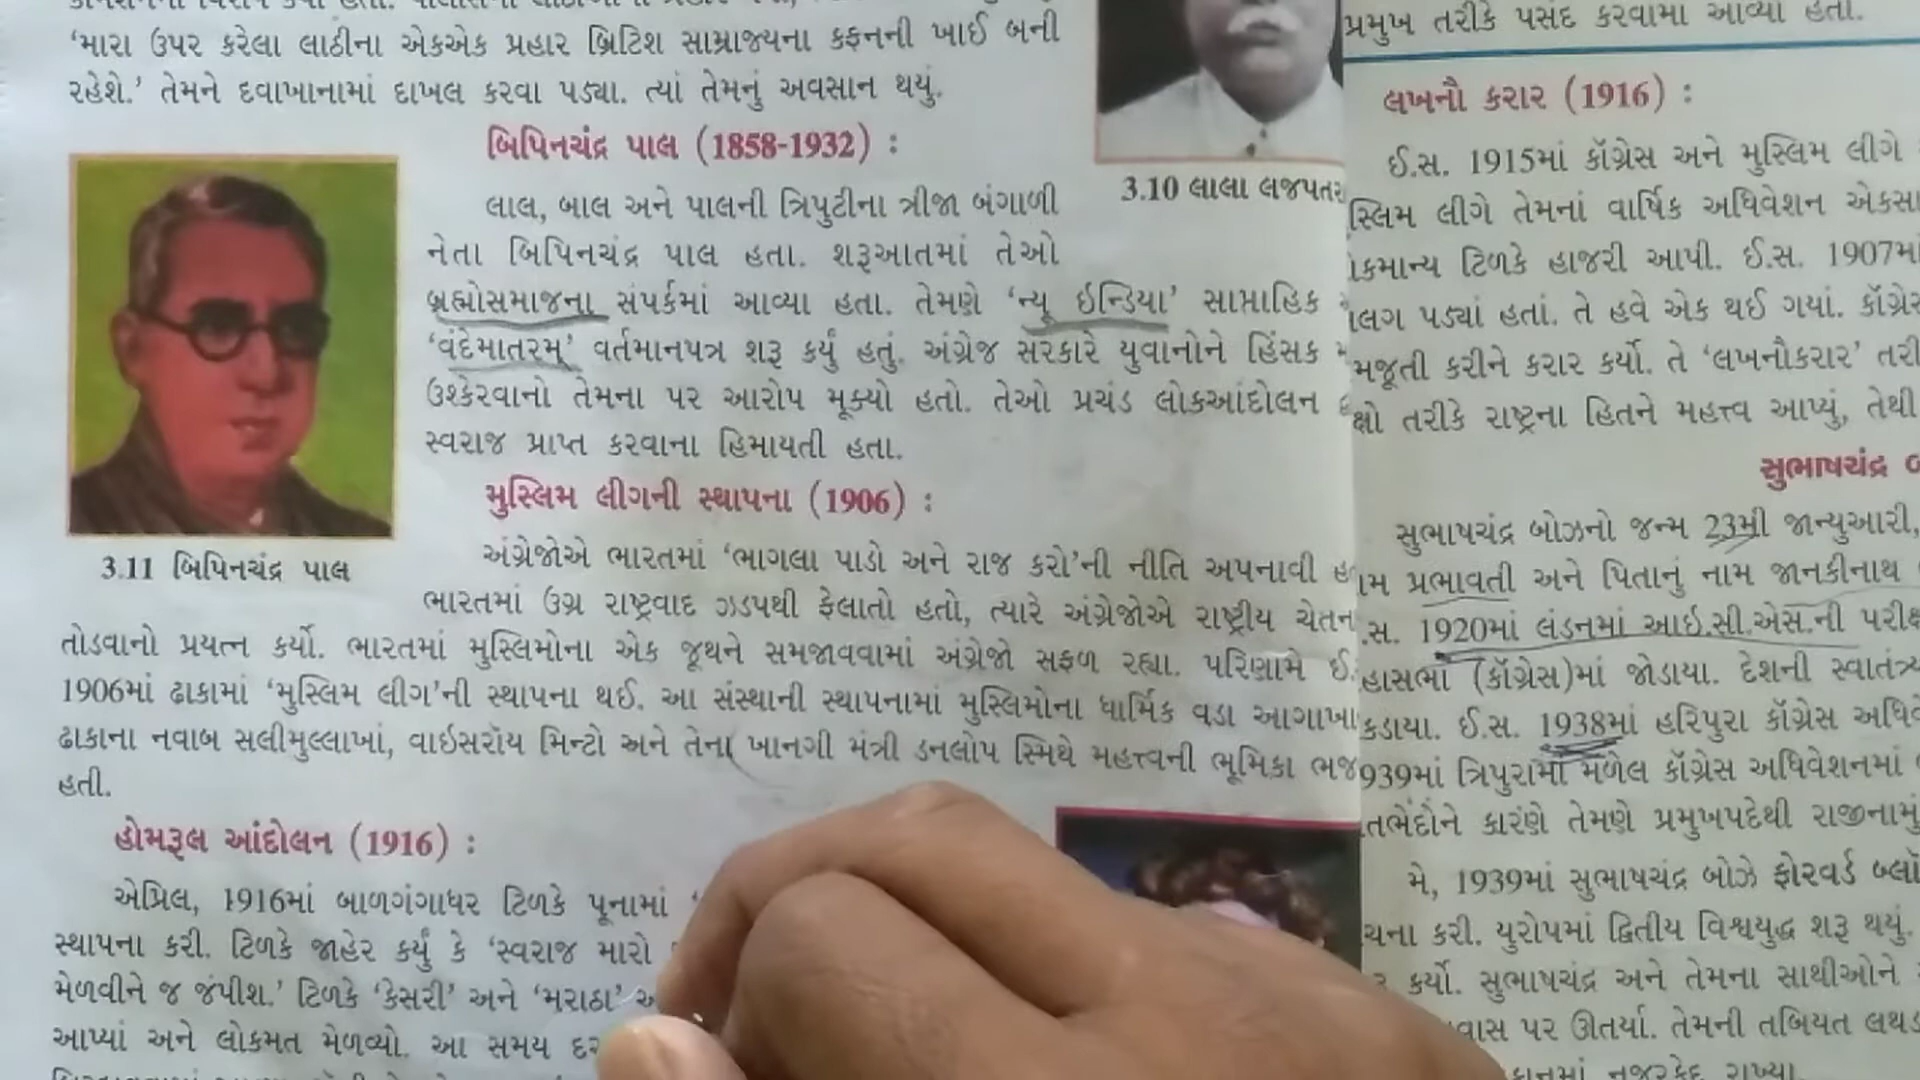 'મારા ઉપર કરેલા લાઠીના એકએક પ્રહાર બ્રિટિશ સામ્રાજ્યના કફનની ખાઈ બની
રહેશે.' તેમને દવાખાનામાં દાખલ કરવા પડ્યા. ત્યાં તેમનું અવસાન થયું.
બિપિનચંદ્ર પાલ (1858-1932) :
લાલ, બાલ અને પાલની ત્રિપુટીના ત્રીજા બંગાળી
નેતા બિપિનચંદ્ર પાલ હતા. શરૂઆતમાં તેઓ
બ્રહ્મોસમાજના સંપર્કમાં આવ્યા હતા. તેમણે 'ન્યૂ ઇન્ડિયા' સાપ્તાહિક
'વંદેમાતરમ્' વર્તમાનપત્ર શરૂ કર્યું હતું. અંગ્રેજ સરકારે યુવાનોને હિંસક
ઉશ્કેરવાનો તેમના પર આરોપ મૂક્યો હતો. તેઓ પ્રચંડ લોકઆંદોલન
સ્વરાજ પ્રાપ્ત કરવાના હિમાયતી હતા.
3.10 લાલા લજપત
3.11 બિપિનચંદ્ર પાલ
મુસ્લિમ લીગની સ્થાપના (1906) :
અંગ્રેજોએ ભારતમાં 'ભાગલા પાડો અને રાજ કરો'ની નીતિ અપનાવી
ભારતમાં ઉગ્ર રાષ્ટ્રવાદ ઝડપથી ફેલાતો હતો, ત્યારે અંગ્રેજોએ રાષ્ટ્રીય ચેતન
તોડવાનો પ્રયત્ન કર્યો. ભારતમાં મુસ્લિમોના એક જૂથને સમજાવવામાં અંગ્રેજો સફળ રહ્યા. પરિણામે ઈ.
1906માં ઢાકામાં 'મુસ્લિમ લીગ'ની સ્થાપના થઈ. આ સંસ્થાની સ્થાપનામાં મુસ્લિમોના ધાર્મિક વડા આગાખા
ઢાકાના નવાબ સલીમુલ્લાખાં, વાઇસરૉય મિન્ટો અને તેના ખાનગી મંત્રી ડનલોપ સ્મિથે મહત્ત્વની ભૂમિકા ભજ
હતી.
હોમરૂલ આંદોલન (1916) :
એપ્રિલ, 1916માં બાળગંગાધર ટિળકે પૂનામાં
સ્થાપના કરી. ટિળકે જાહેર કર્યું કે 'સ્વરાજ મારો
મેળવીને જ જંપીશ.' ટિળકે 'કેસરી' અને 'મરાઠા'
આપ્યાં અને લોકમત મેળવ્યો. આ સમય
પ્રમુખ તરીકે પસંદ કરવામાં આવ્યા હતા.
લખનૌ કરાર (1916) :
ઈ.સ. 1915માં કૉંગ્રેસ અને મુસ્લિમ લીગે
સ્લિમ લીગે તેમનાં વાર્ષિક અધિવેશન એકસા
કમાન્ય ટિળકે હાજરી આપી. ઈ.સ. 1907માં
લગ પડ્યાં હતાં. તે હવે એક થઈ ગયાં. કૉંગ્રેસ
મજૂતી કરીને કરાર કર્યો. તે 'લખનૌકરાર' તરી
ક્ષો તરીકે રાષ્ટ્રના હિતને મહત્ત્વ આપ્યું, તેથી
સુભાષચંદ્ર
સુભાષચંદ્ર બોઝનો જન્મ 23મી જાન્યુઆરી,
પ્રભાવતી અને પિતાનું નામ જાનકીનાથ
.સ. 1920માં લંડનમાં આઇ.સી.એસ.ની પરીક્ષ
હાસભા (કૉંગ્રેસ)માં જોડાયા. દેશની સ્વાતંત્ર્ય
કડાયા. ઈ.સ. 1938માં હરિપુરા કૉંગ્રેસ અધિવે
939માં ત્રિપુરામાં મળેલ કૉંગ્રેસ અધિવેશનમાં
તભેદોને કારણે તેમણે પ્રમુખપદેથી રાજીનામું
મે, 1939માં સુભાષચંદ્ર બોઝે ફોરવર્ડ બ્લૉ
ચના કરી. યુરોપમાં દ્વિતીય વિશ્વયુદ્ધ શરૂ થયું.
કર્યો. સુભાષચંદ્ર અને તેમના સાથીઓને
વાસ પર ઊતર્યા. તેમની તબિયત લથડ
કાનમાં નજરકેદ રાખ્યા.